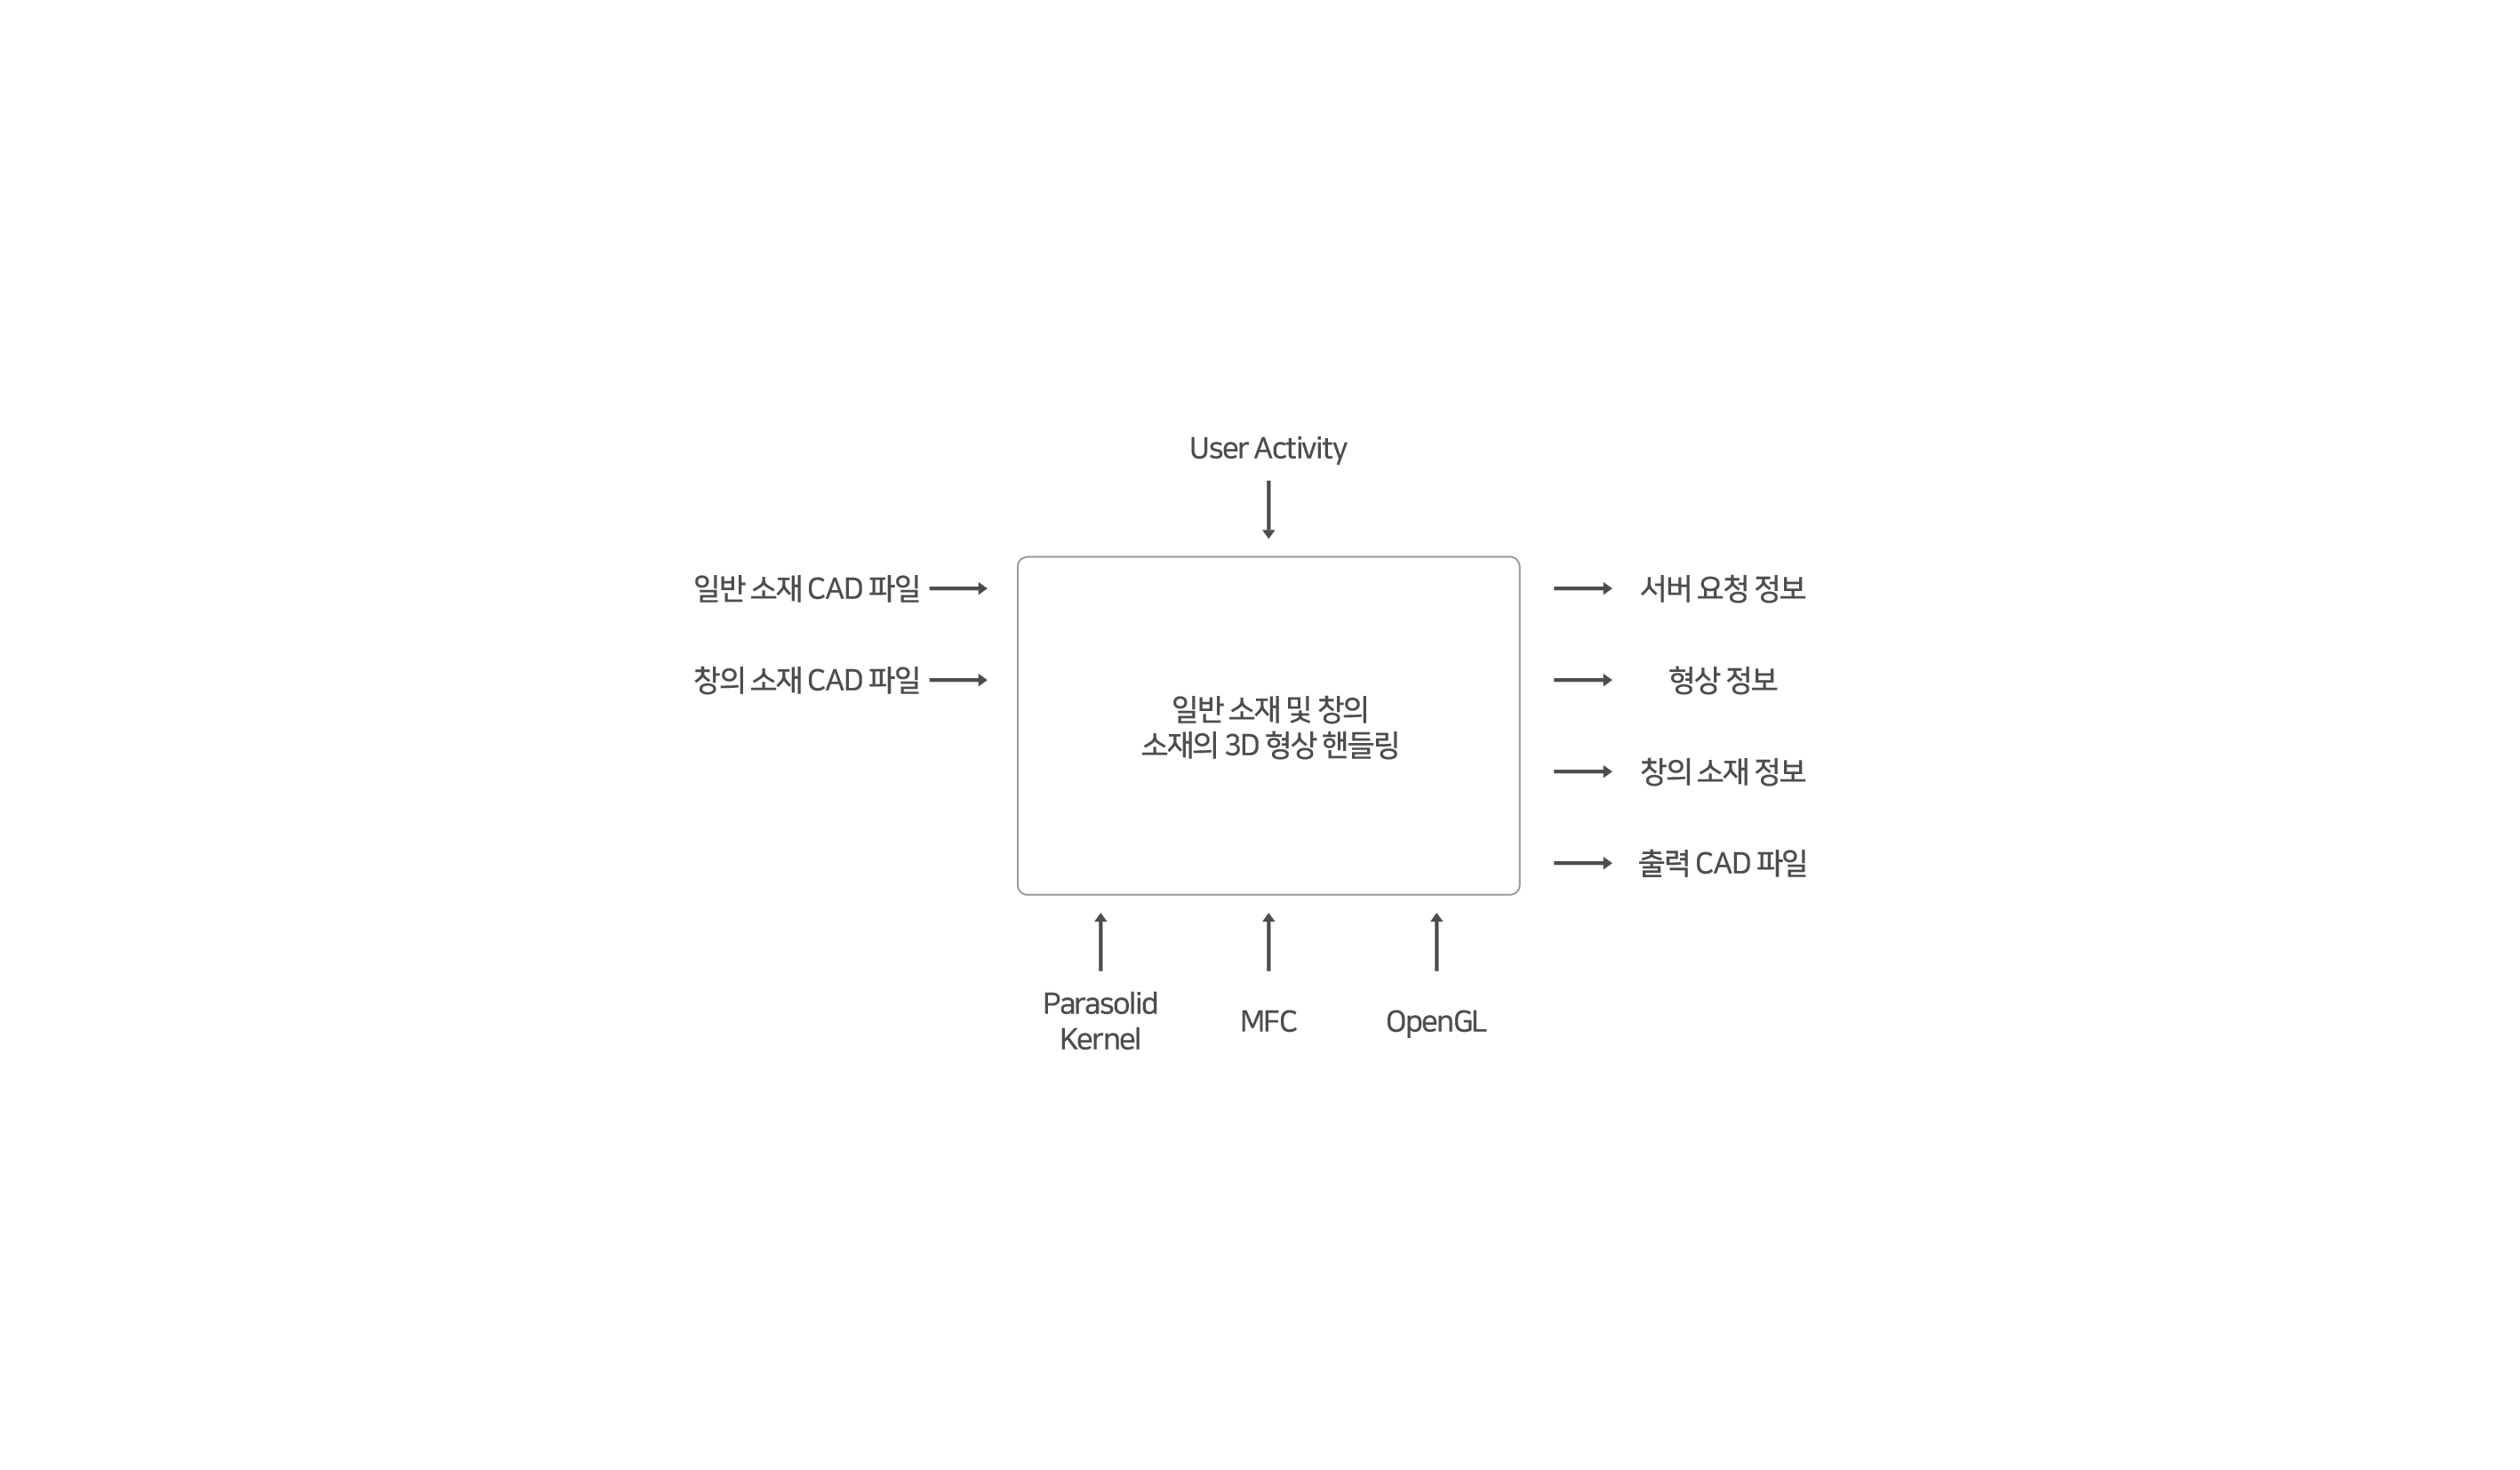 User Activity
일반 소재 CAD 파일
창의 소재 CAD 파일
일반 소재 및 창의
소재의 3D 형상 핸들링
서버 요청 정보
형상 정보
창의 소재 정보
출력 CAD 파일
Parasolid
Kernel
MFC
OpenGL